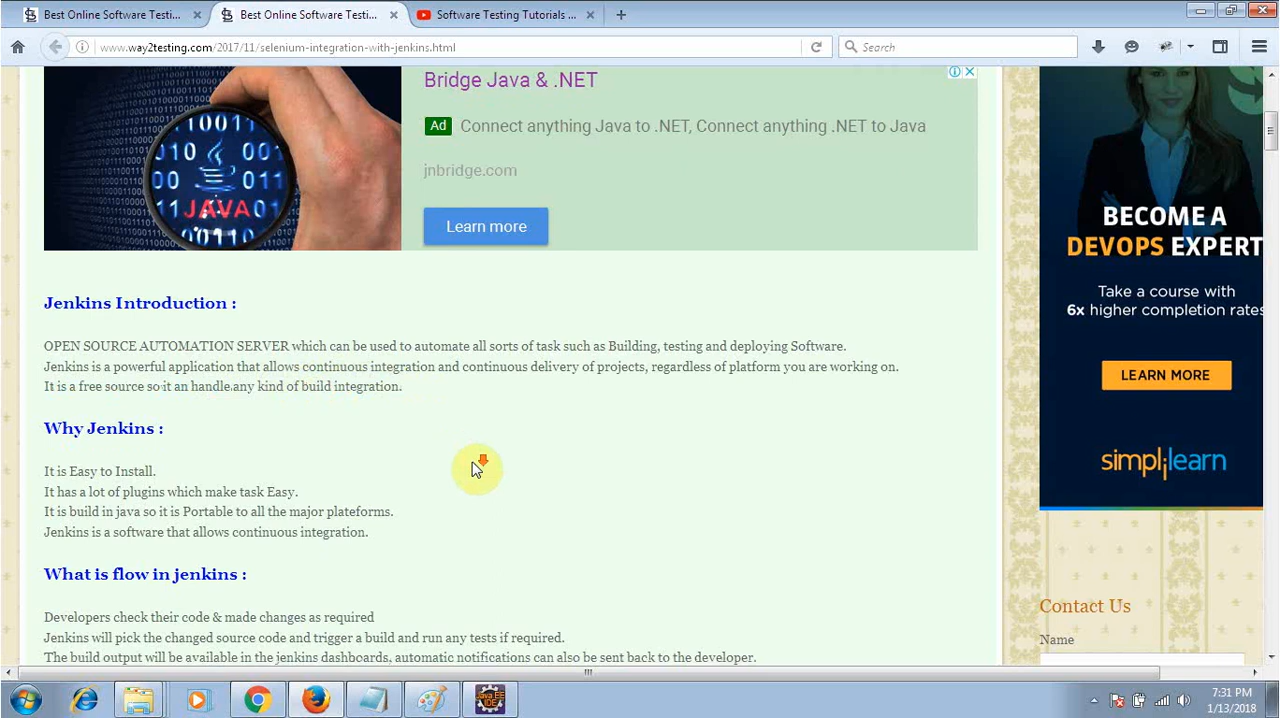 Best Online Software Testi...
Best Online Software Testi...
Software Testing Tutorials ...
www.way2testing.com/2017/11/selenium-integration-with-jenkins.html
Search
Bridge Java & .NET
Ad
Connect anything Java to .NET, Connect anything .NET to Java
jnbridge.com
Learn more
JAVA
BECOME A
DEVOPS EXPERT
Take a course with
6x higher completion rates
LEARN MORE
simplilearn
Jenkins Introduction :
OPEN SOURCE AUTOMATION SERVER which can be used to automate all sorts of task such as Building, testing and deploying Software.
Jenkins is a powerful application that allows continuous integration and continuous delivery of projects, regardless of platform you are working on.
It is a free source so it an handle any kind of build integration.
Why Jenkins :
It is Easy to Install.
It has a lot of plugins which make task Easy.
It is build in java so it is Portable to all the major plateforms.
Jenkins is a software that allows continuous integration.
What is flow in jenkins :
Developers check their code & made changes as required
Jenkins will pick the changed source code and trigger a build and run any tests if required.
The build output will be available in the jenkins dashboards, automatic notifications can also be sent back to the developer.
Contact Us
Name
Java EE
IDE
7:31 PM
1/13/2018